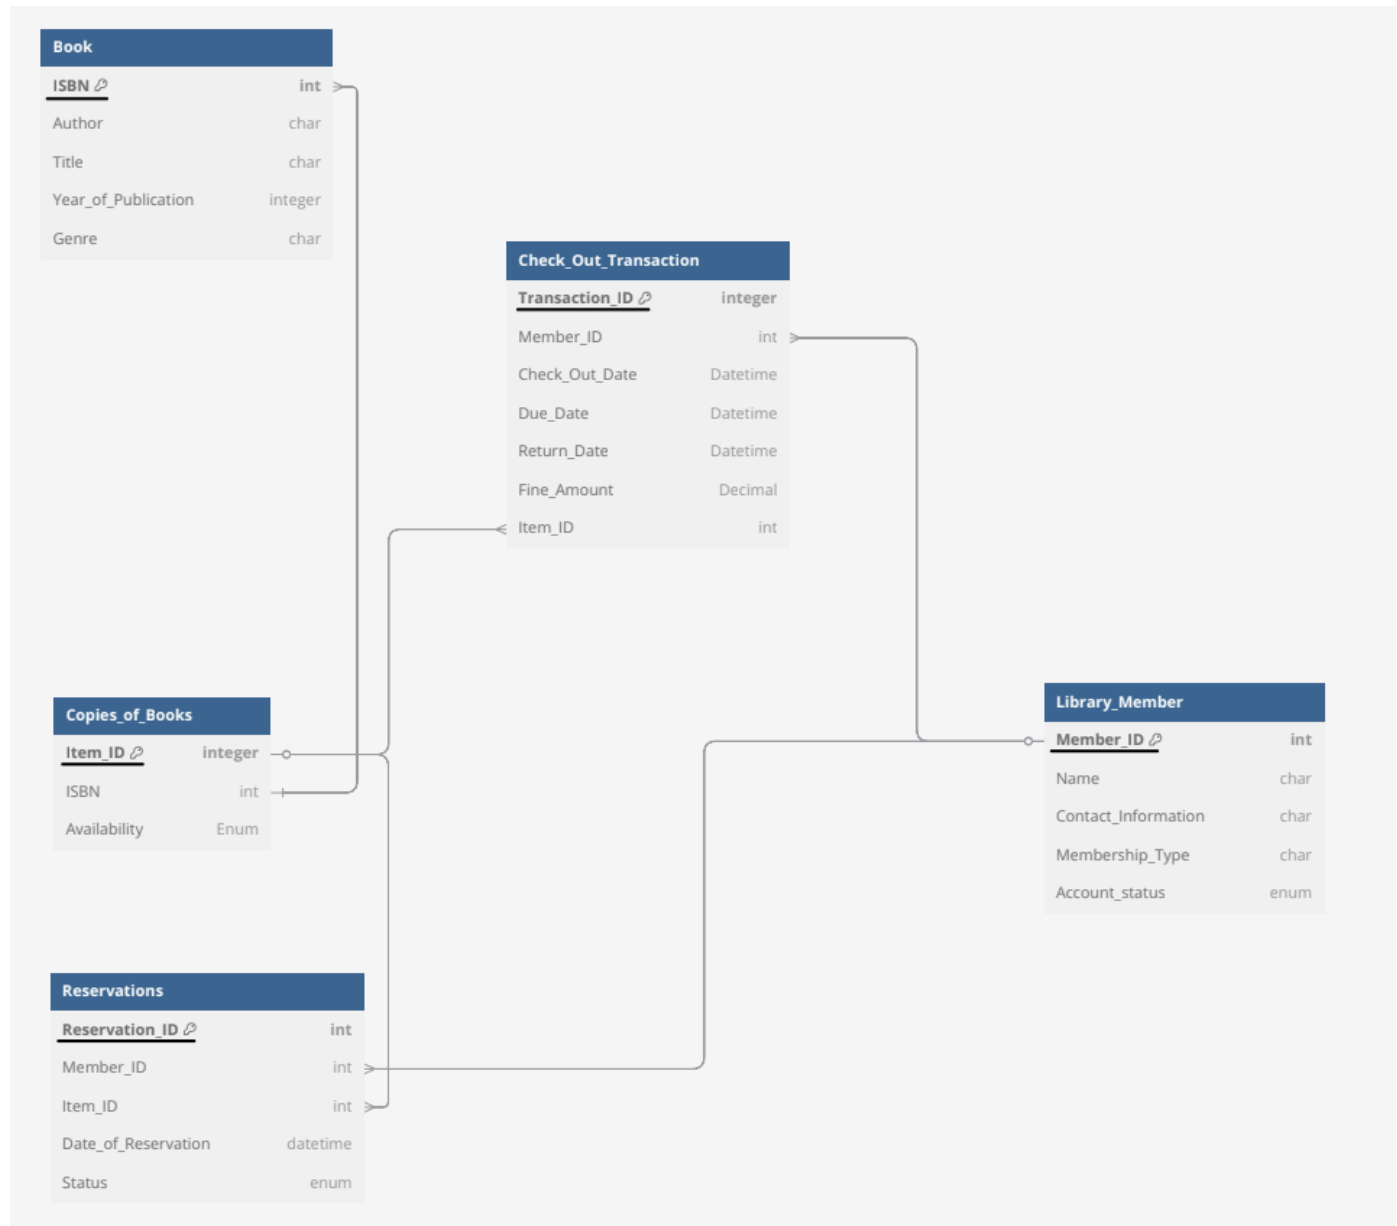 Book
ISBN int
Author char
Title char
Year_of_Publication integer
Genre char
Check_Out_Transaction
Transaction_ID integer
Member_ID int
Check_Out_Date Datetime
Due_Date Datetime
Return_Date Datetime
Fine_Amount Decimal
Item_ID int
Copies_of_Books
Item_ID integer
ISBN int
Availability Enum
Library_Member
Member_ID int
Name char
Contact_Information char
Membership_Type char
Account_status enum
Reservations
Reservation_ID int
Member_ID int
Item_ID int
Date_of_Reservation datetime
Status enum